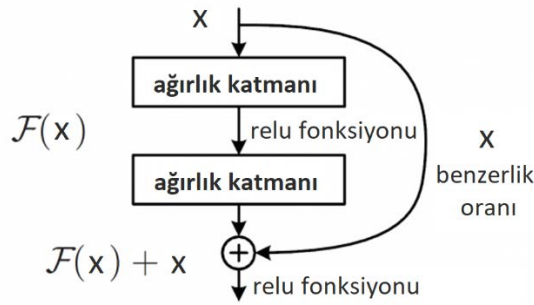 x
ağırlık katmanı
F(x)
relu fonksiyonu
x
benzerlik
oranı
ağırlık katmanı
F(x) + x
relu fonksiyonu